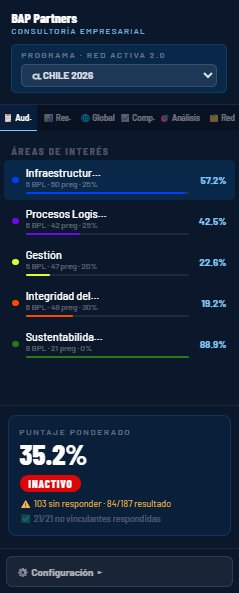 BAP Partners
CONSULTORÍA EMPRESARIAL
PROGRAMA · RED ACTIVA 2.0
CL CHILE 2026
Aud. Res. Global Comp. Análisis Red
ÁREAS DE INTERÉS
Infraestructur...
5 BPL · 50 preg · 25%
57.2%
Procesos Logís...
6 BPL · 42 preg · 25%
42.5%
Gestión
5 BPL · 47 preg · 20%
22.6%
Integridad del...
6 BPL · 48 preg · 30%
19.2%
Sustentabilida...
9 BPL · 21 preg · 0%
88.9%
PUNTAJE PONDERADO
35.2%
INACTIVO
103 sin responder · 84/187 resultado
21/21 no vinculantes respondidas
Configuración ►